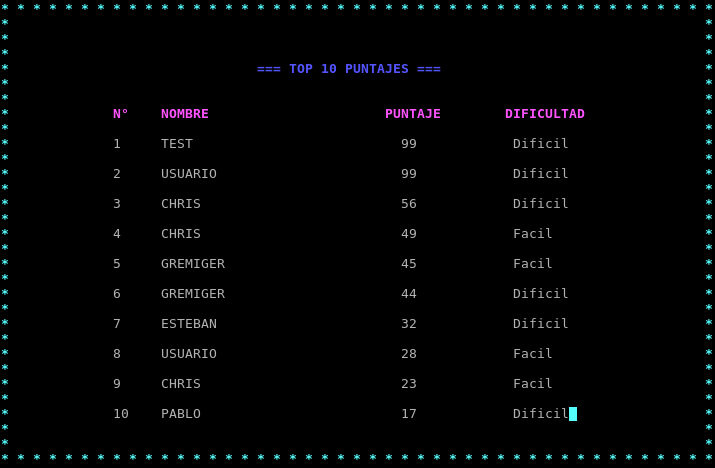 === TOP 10 PUNTAJES ===
N° NOMBRE PUNTAJE DIFICULTAD
1 TEST 99 Dificil
2 USUARIO 99 Dificil
3 CHRIS 56 Dificil
4 CHRIS 49 Facil
5 GREMIGER 45 Facil
6 GREMIGER 44 Dificil
7 ESTEBAN 32 Dificil
8 USUARIO 28 Facil
9 CHRIS 23 Facil
10 PABLO 17 Dificil